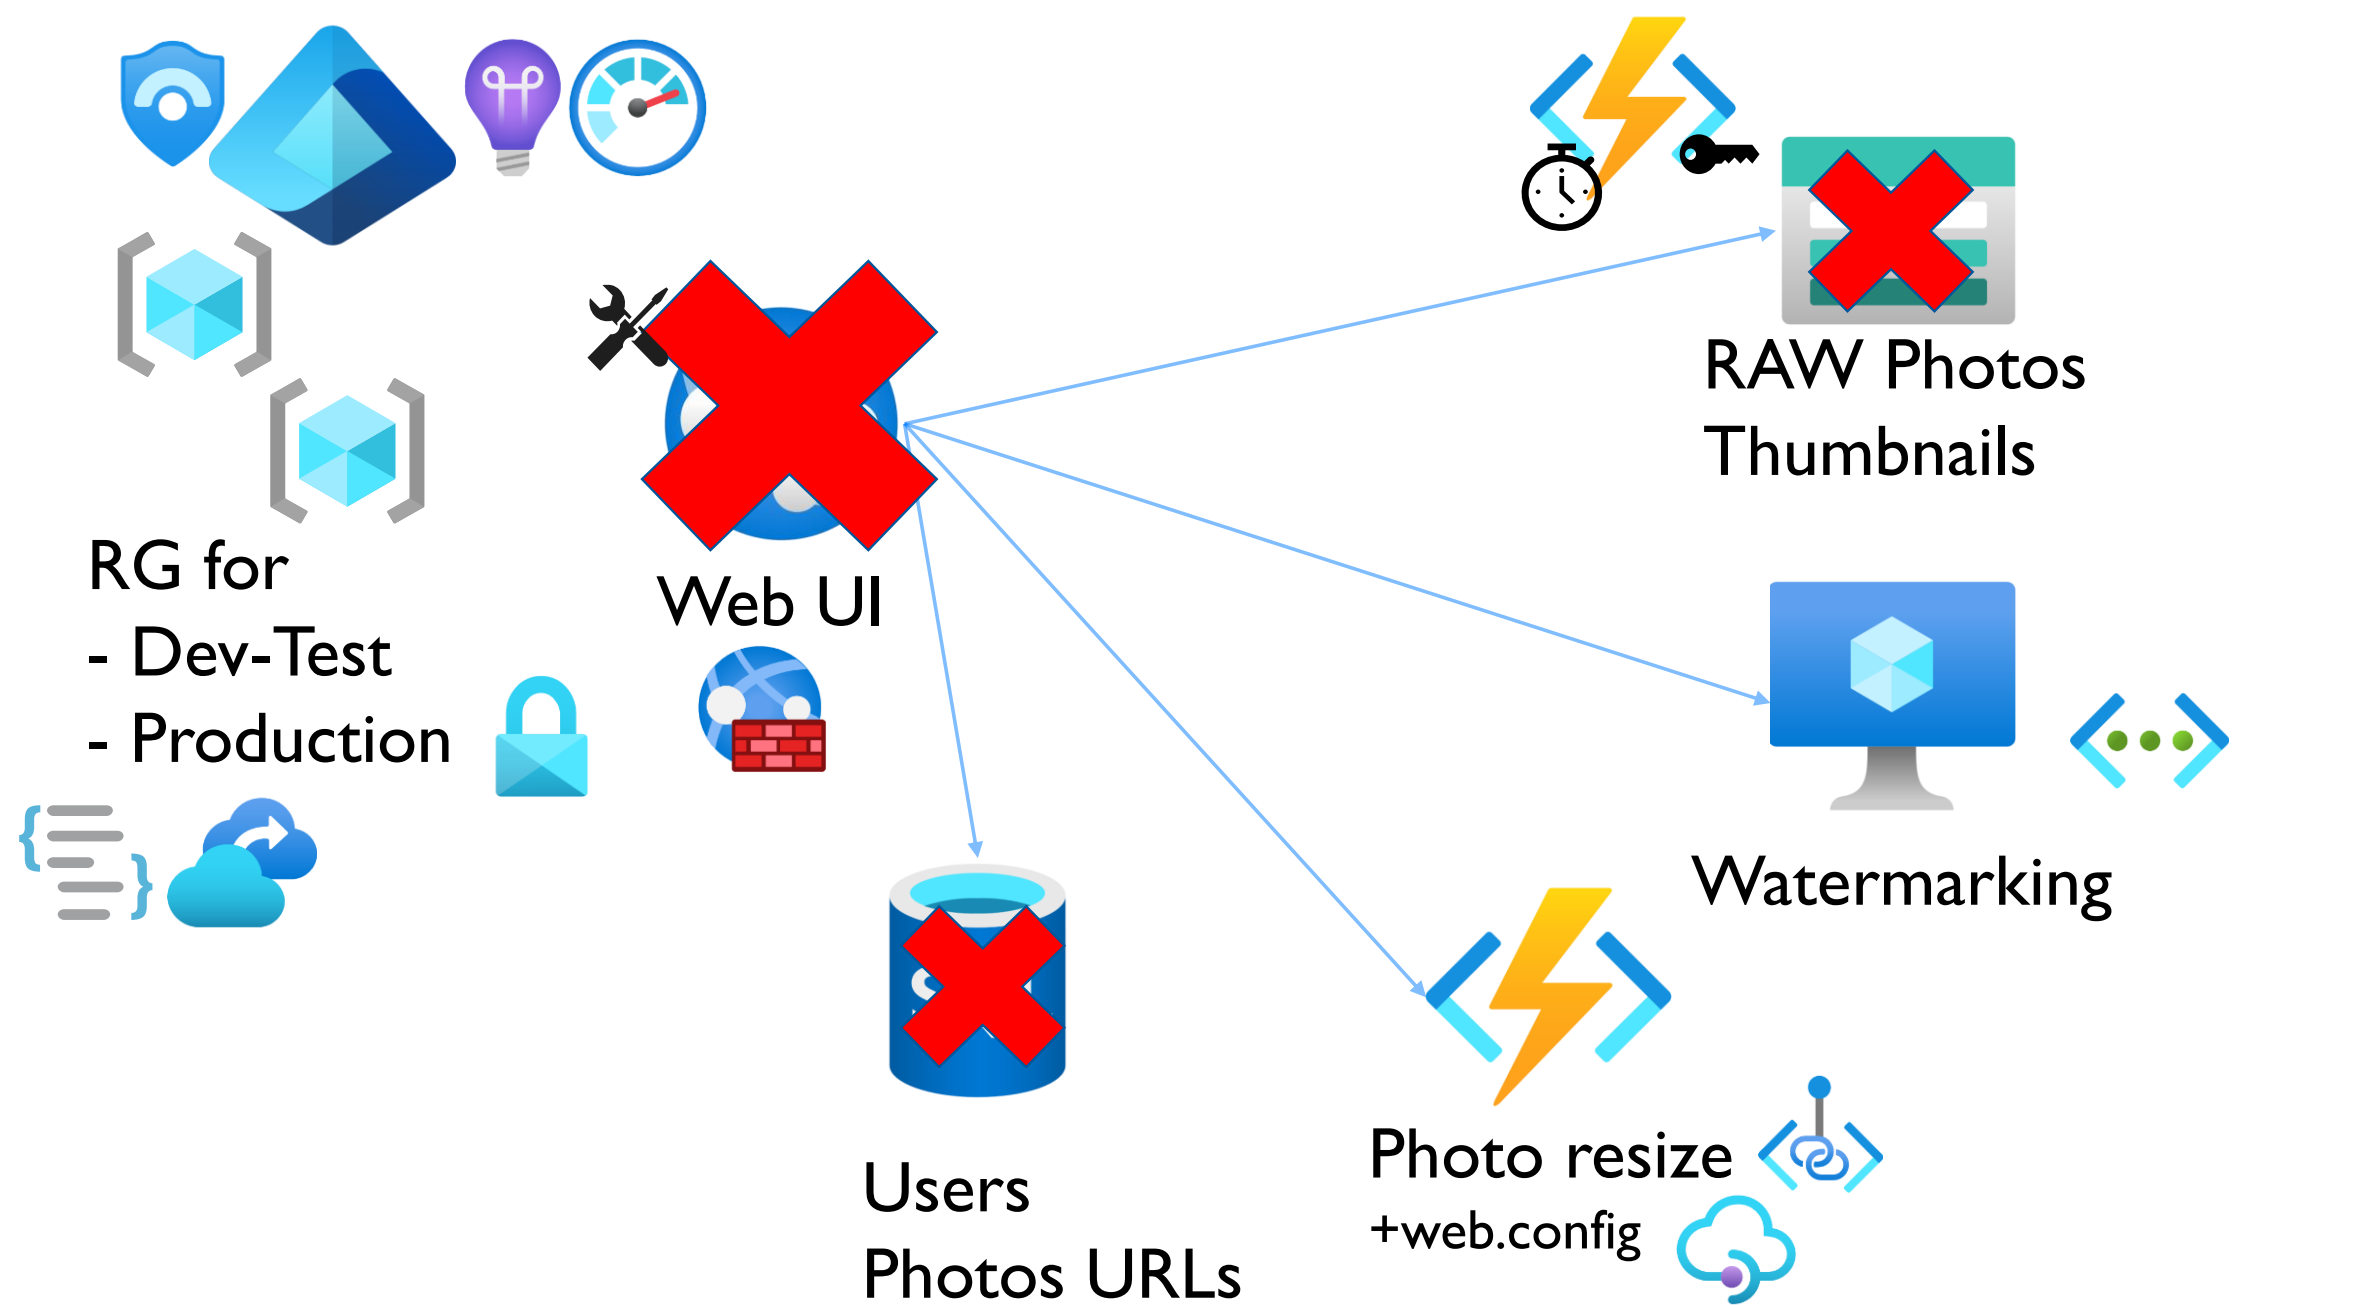 RAW Photos
Thumbnails
RG for
- Dev-Test
- Production
Web UI
Watermarking
Photo resize
+web.config
Users
Photos URLs